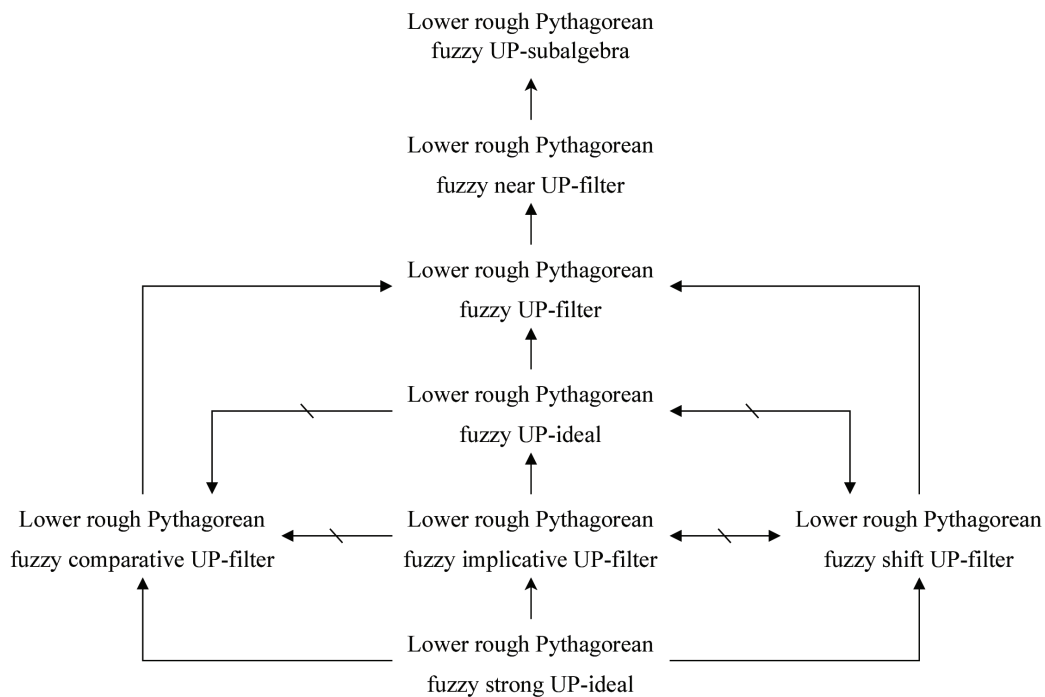 Lower rough Pythagorean
fuzzy UP-subalgebra
Lower rough Pythagorean
fuzzy near UP-filter
Lower rough Pythagorean
fuzzy UP-filter
Lower rough Pythagorean
fuzzy UP-ideal
Lower rough Pythagorean
fuzzy comparative UP-filter
Lower rough Pythagorean
fuzzy implicative UP-filter
Lower rough Pythagorean
fuzzy shift UP-filter
Lower rough Pythagorean
fuzzy strong UP-ideal